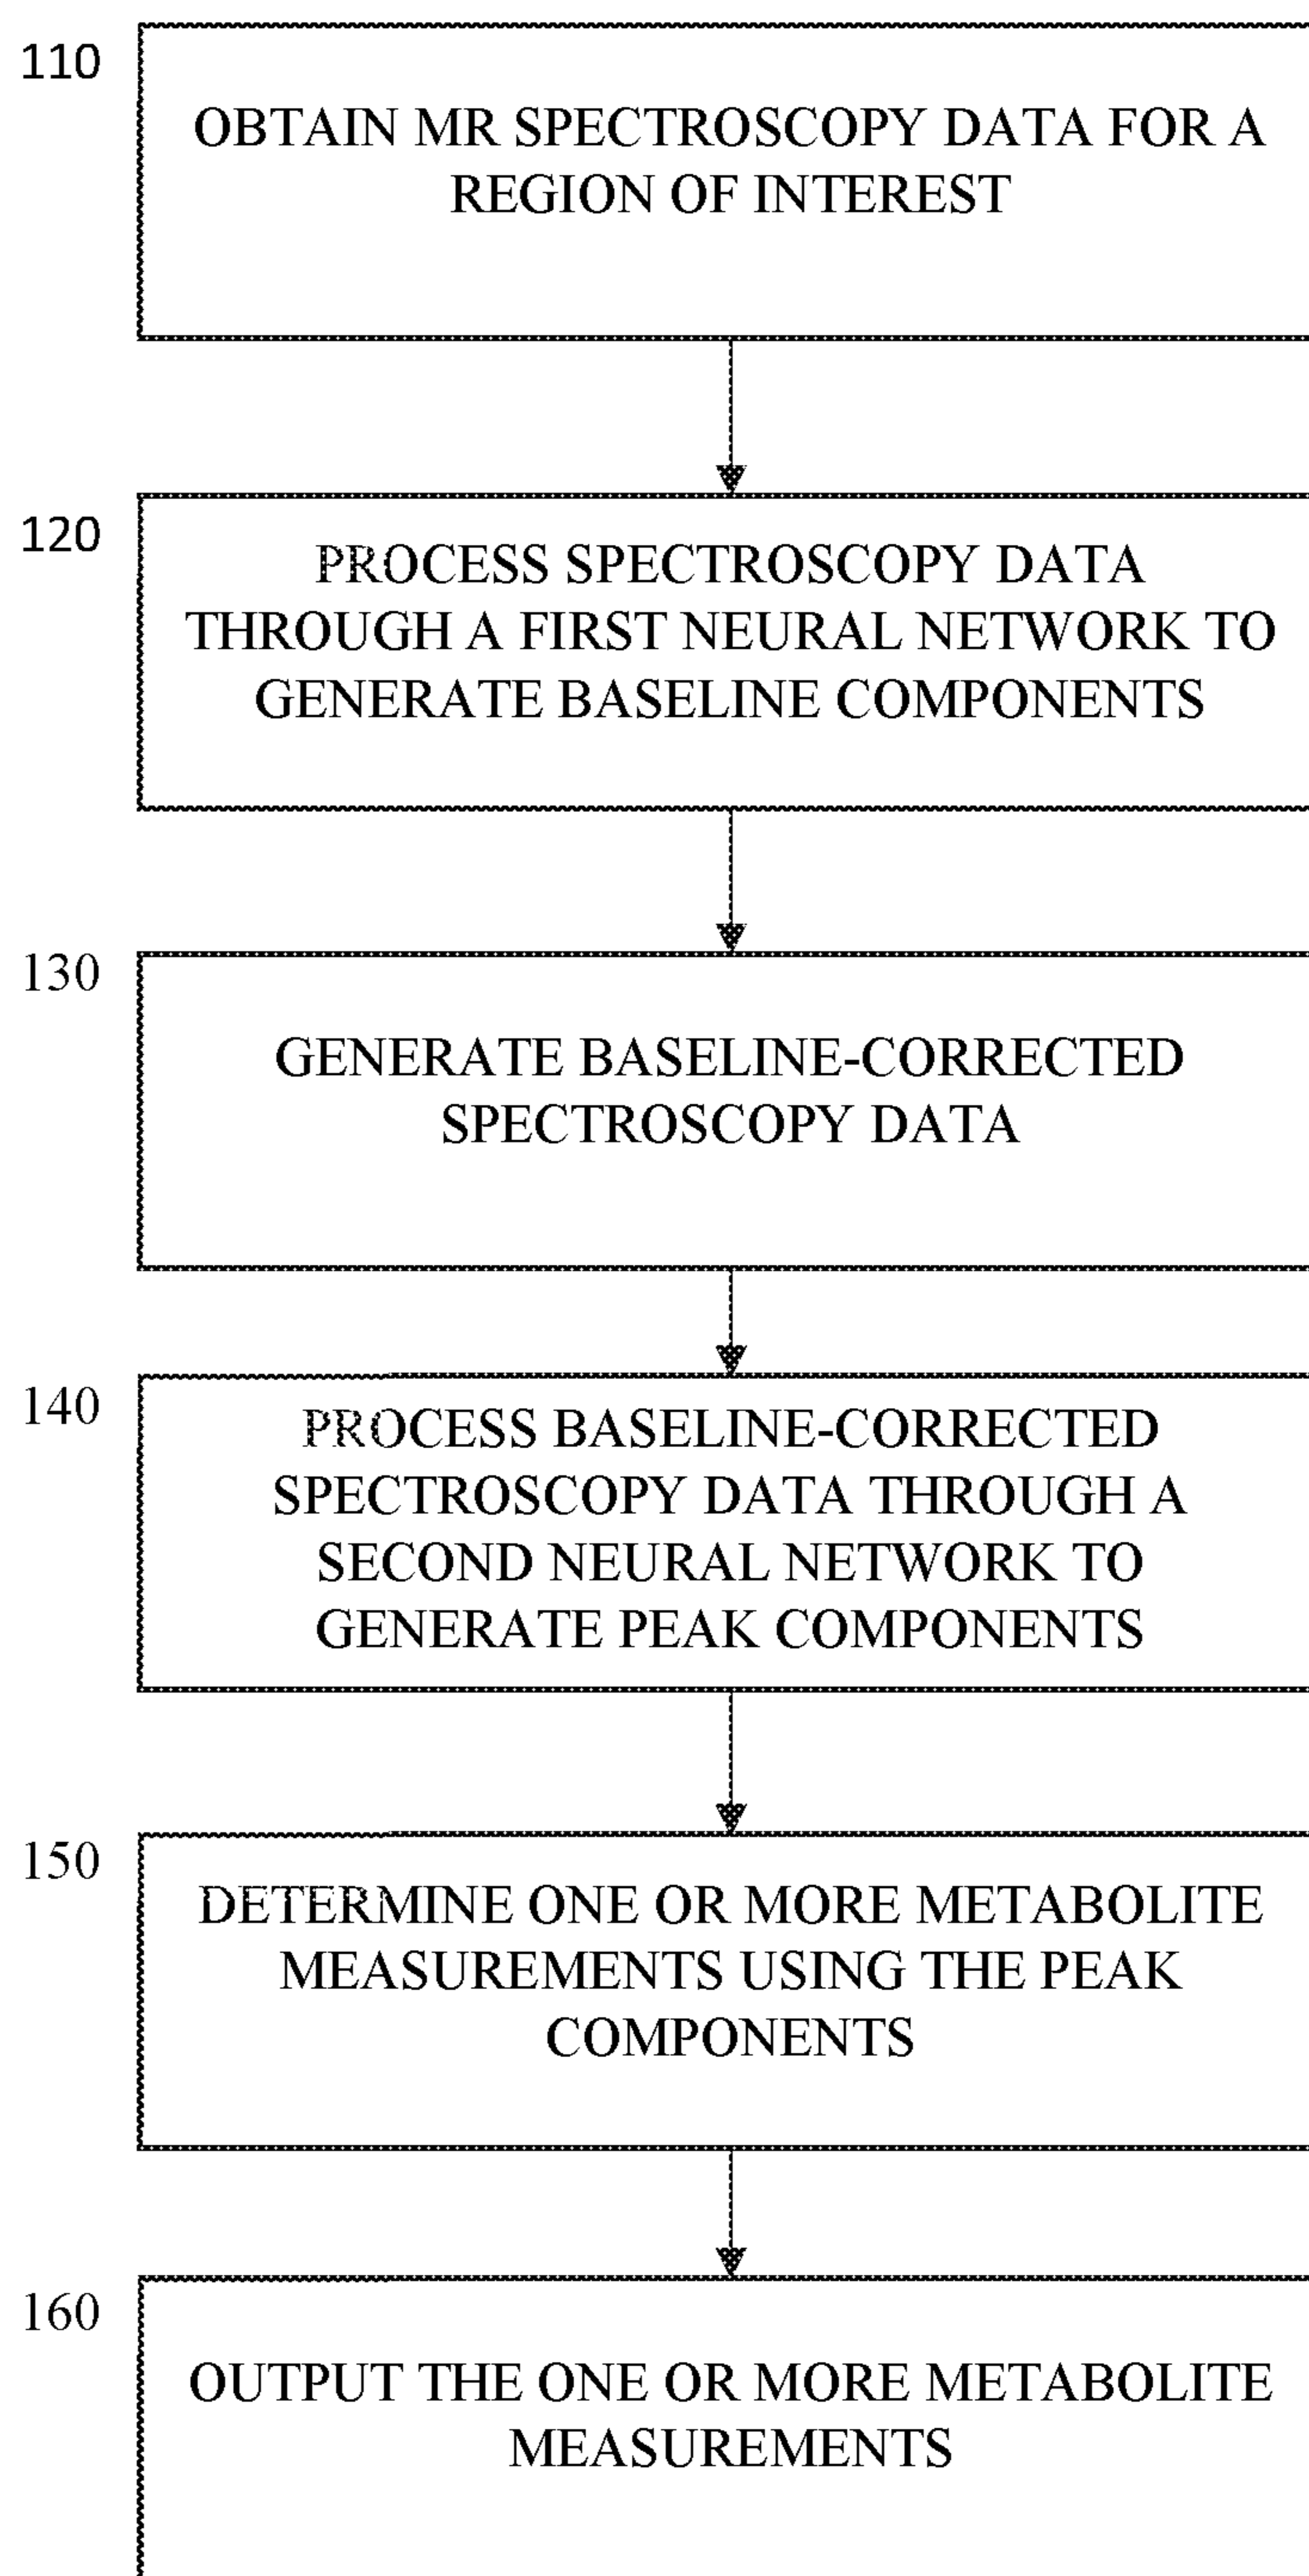 110
OBTAIN MR SPECTROSCOPY DATA FOR A
REGION OF INTEREST
120
PROCESS SPECTROSCOPY DATA
THROUGH A FIRST NEURAL NETWORK TO
GENERATE BASELINE COMPONENTS
130
GENERATE BASELINE-CORRECTED
SPECTROSCOPY DATA
140
PROCESS BASELINE-CORRECTED
SPECTROSCOPY DATA THROUGH A
SECOND NEURAL NETWORK TO
GENERATE PEAK COMPONENTS
150
DETERMINE ONE OR MORE METABOLITE
MEASUREMENTS USING THE PEAK
COMPONENTS
160
OUTPUT THE ONE OR MORE METABOLITE
MEASUREMENTS